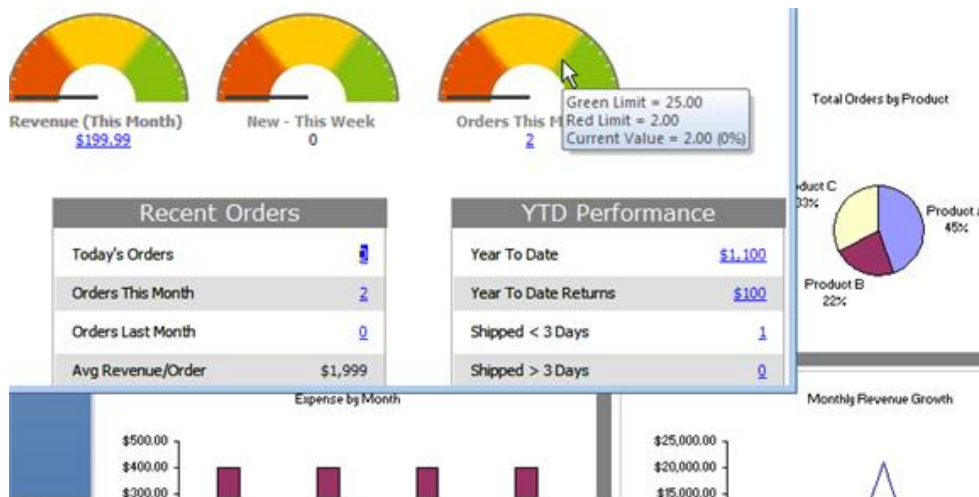 Revenue (This Month)
$199.99
New - This Week
0
Orders This M
2
Green Limit = 25.00
Red Limit = 2.00
Current Value = 2.00 (0%)
Recent Orders
Today's Orders
Orders This Month 2
Orders Last Month 0
Avg Revenue/Order $1,999
YTD Performance
Year To Date $1,100
Year To Date Returns $100
Shipped < 3 Days 1
Shipped > 3 Days 0
Total Orders by Product
duct C
33%
Product A
45%
Product B
22%
Expense by Month
$500.00
$400.00
$300.00
Monthly Revenue Growth
$25,000.00
$20,000.00
$15,000.00